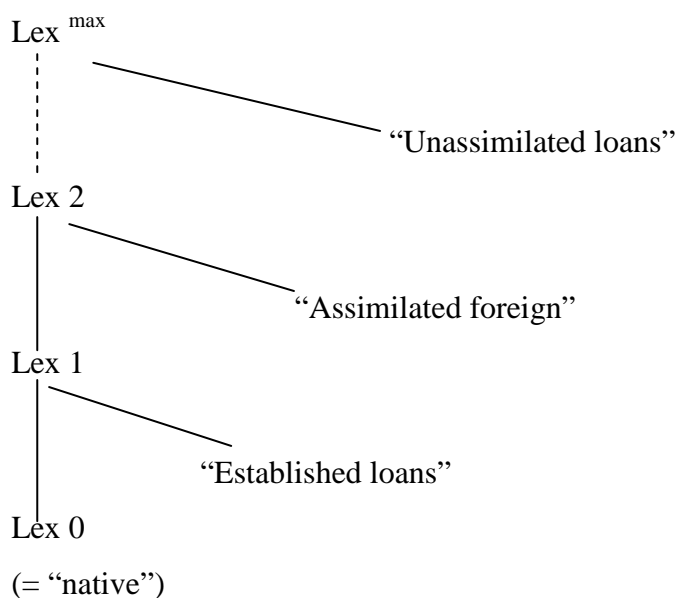 Lex max
“Unassimilated loans”
Lex 2
“Assimilated foreign”
Lex 1
“Established loans”
Lex 0
(= “native”)